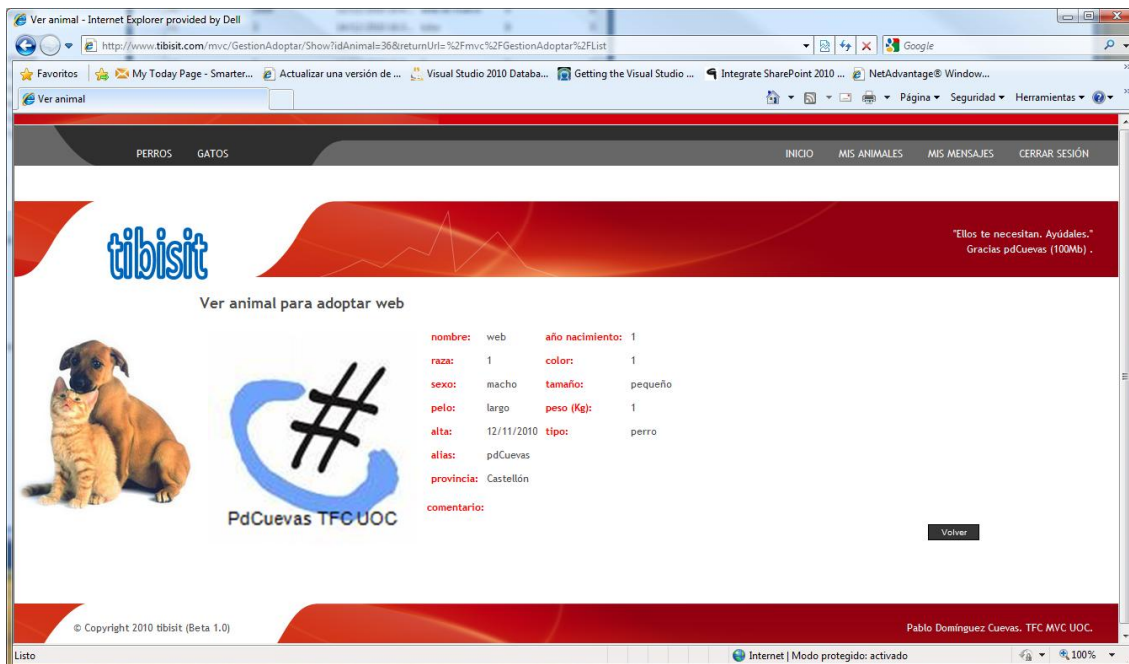 Ver animal - Internet Explorer provided by Dell
http://www.tibisit.com/mvc/GestionAdoptar/Show?idAnimal=36&returnUrl=%2Fmvc%2FGestionAdoptar%2FList
Google
Favoritos My Today Page - Smarter... Actualizar una versión de ... Visual Studio 2010 Databa... Getting the Visual Studio ... Integrate SharePoint 2010 ... NetAdvantage® Window...
Ver animal Página Seguridad Herramientas
PERROS GATOS INICIO MIS ANIMALES MIS MENSAJES CERRAR SESIÓN
tibisit
"Ellos te necesitan. Ayúdales."
Gracias pdCuevas (100Mb) .
Ver animal para adoptar web
nombre: web año nacimiento: 1
raza: 1 color: 1
sexo: macho tamaño: pequeño
pelo: largo peso (Kg): 1
alta: 12/11/2010 tipo: perro
alias: pdCuevas
provincia: Castellón
comentario:
#
PdCuevas TFC UOC
Volver
© Copyright 2010 tibisit (Beta 1.0) Pablo Domínguez Cuevas. TFC MVC UOC.
Listo Internet | Modo protegido: activado 100%